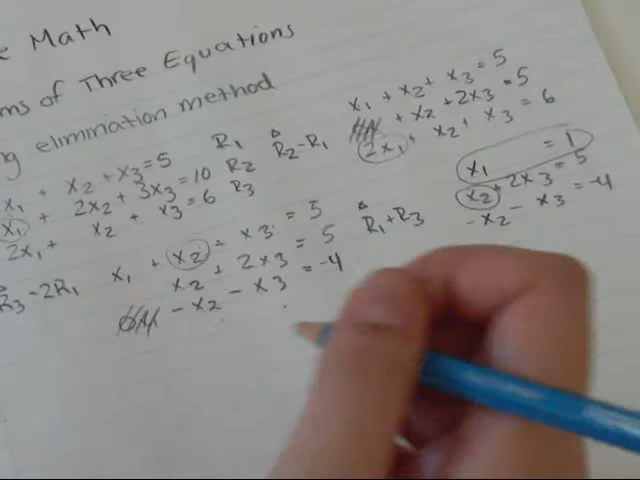 e Math
ms of Three Equations
g elimination method
x₁ + x₂ + x₃ = 5 R₁
x₁ + 2x₂ + 3x₃ = 10 R₂
2x₁ + x₂ + x₃ = 6 R₃
R₂-R₁
x₁ + x₂ + x₃ = 5
+ x₂ + 2x₃ = 5
2x₁ + x₂ + x₃ = 6
R₃-2R₁
x₁ + x₂ + x₃ = 5
x₂ + 2x₃ = 5
- x₂ - x₃ = -4
R₁+R₃
x₁ = 1
x₂ + 2x₃ = 5
-x₂ - x₃ = -4